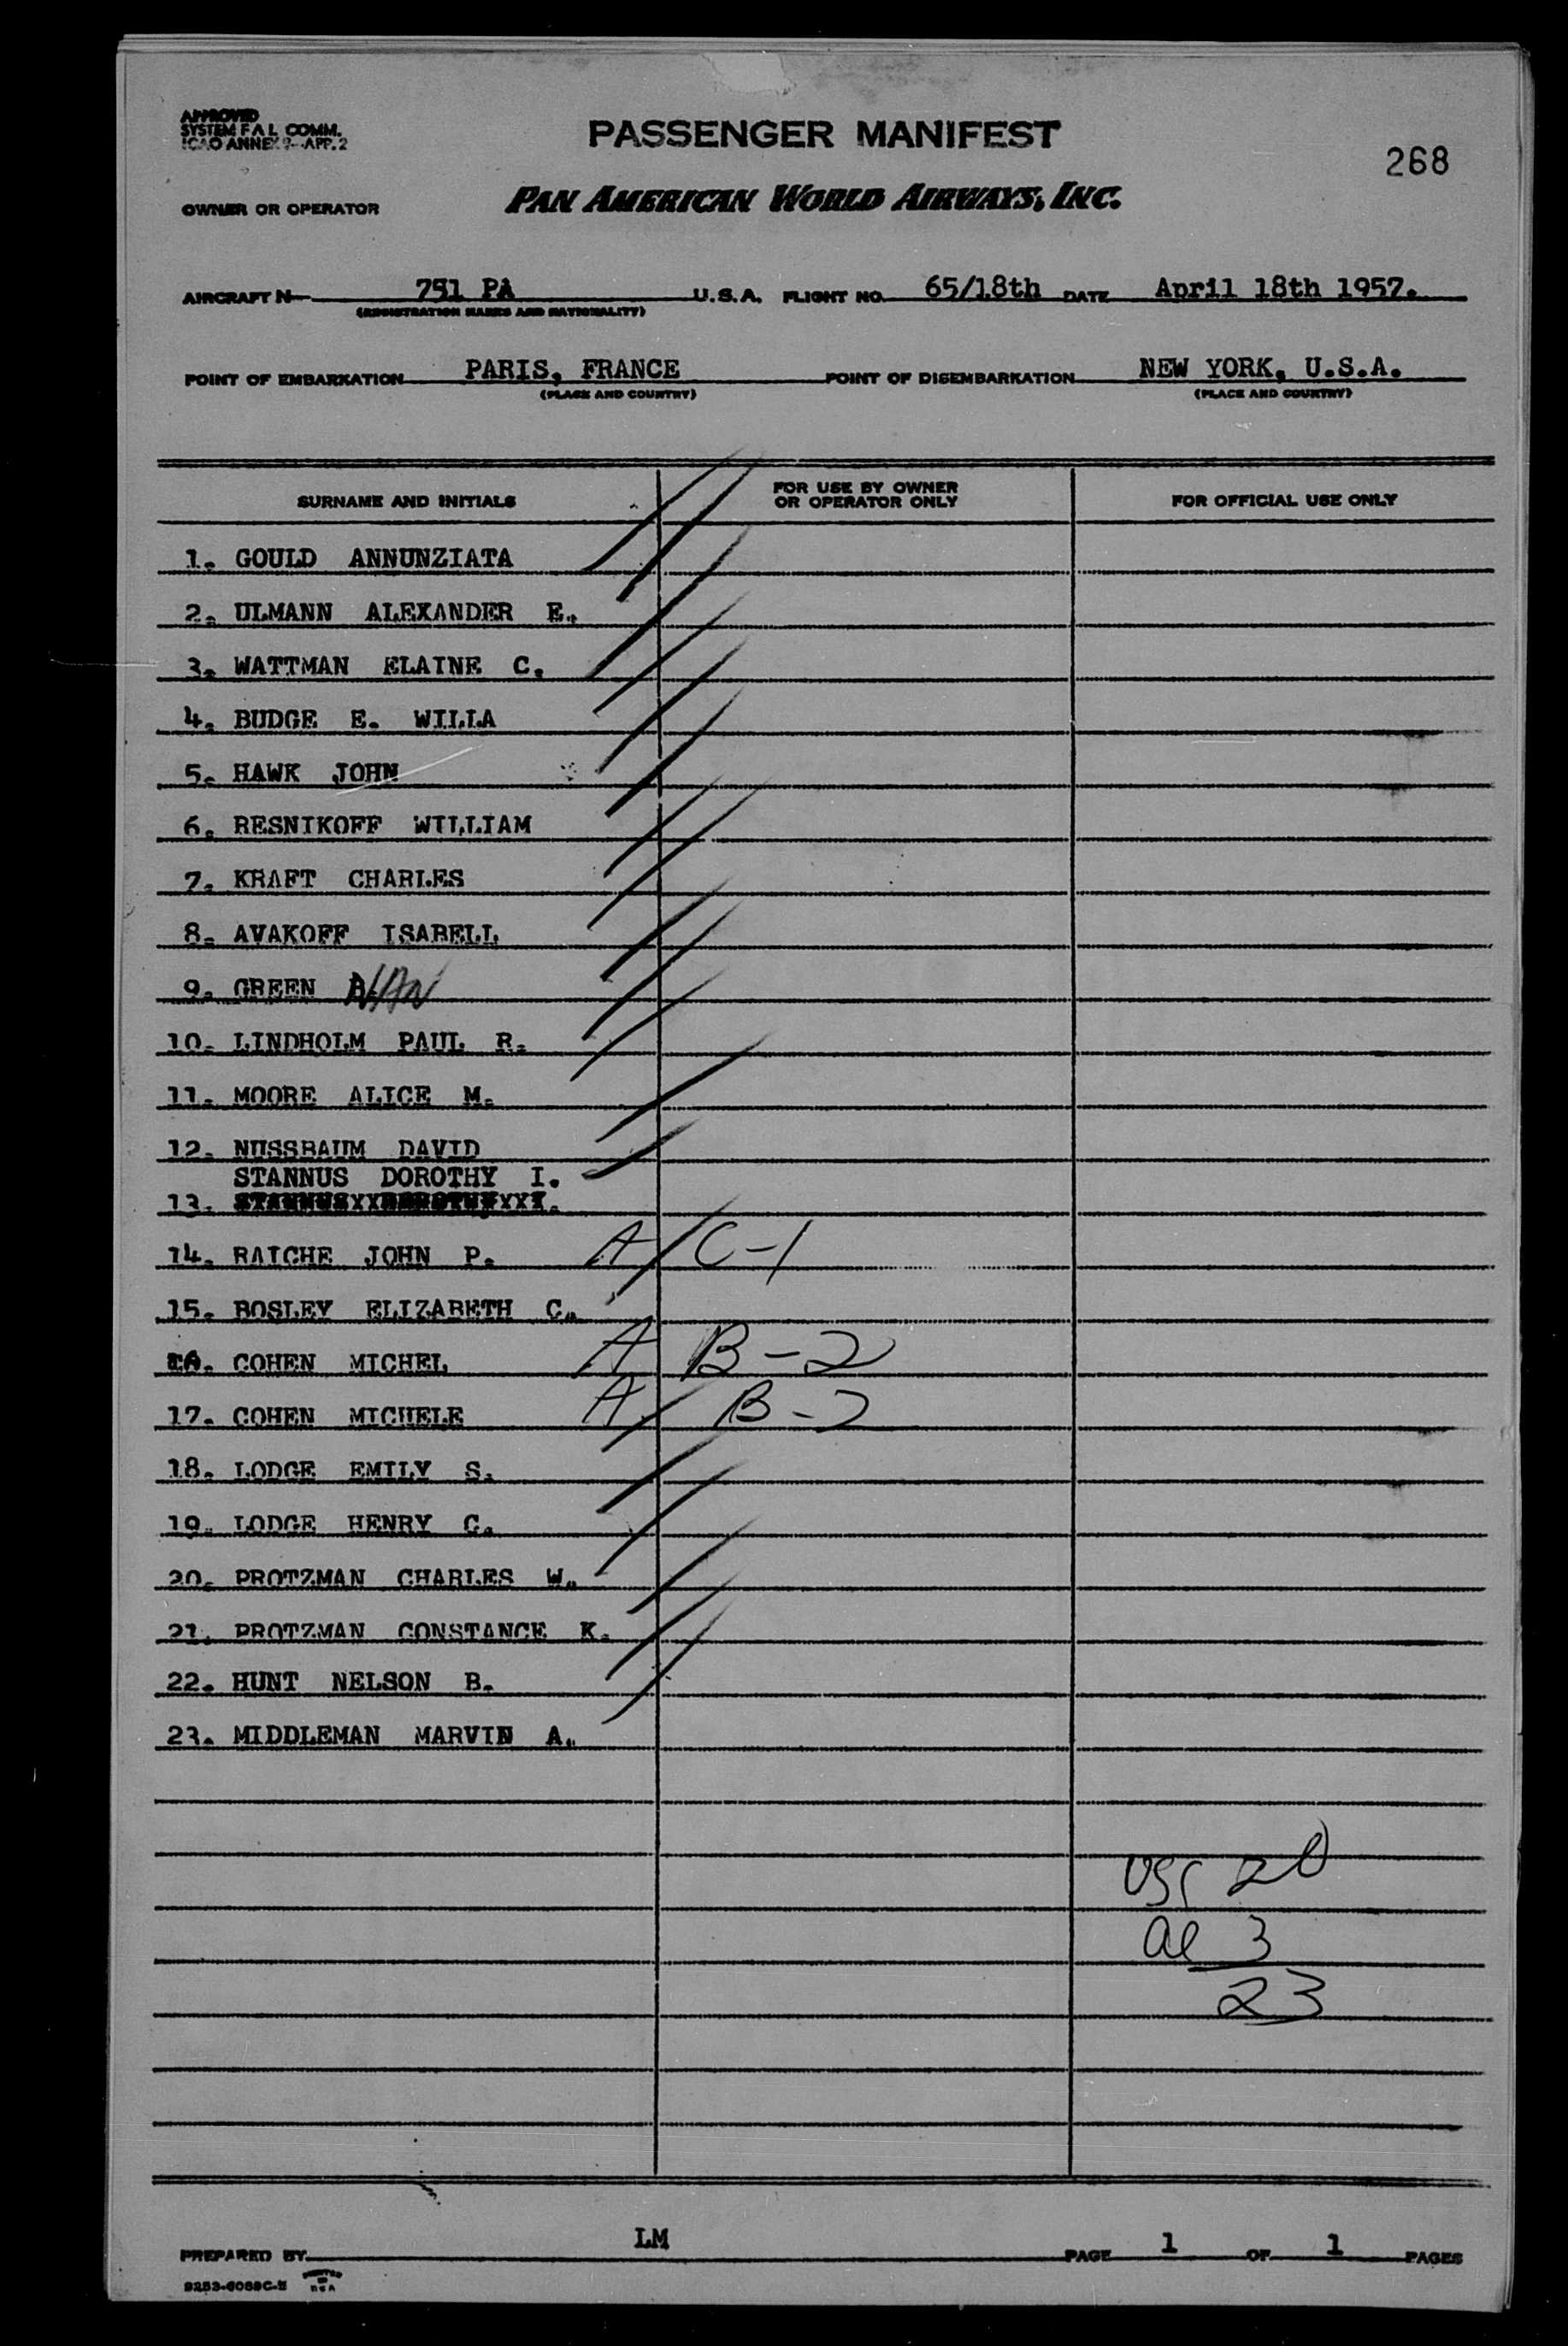 APPROVED
SYSTEM F A L COMM.
ICAO ANNEX 9-APP. 2
PASSENGER MANIFEST
268
OWNER OR OPERATOR PAN AMERICAN WORLD AIRWAYS, INC.
AIRCRAFT N 751 PA U.S.A. FLIGHT NO. 65/18th DATE April 18th 1957.
(REGISTRATION MARKS AND NATIONALITY)
POINT OF EMBARKATION PARIS, FRANCE POINT OF DISEMBARKATION NEW YORK, U.S.A.
(PLACE AND COUNTRY) (PLACE AND COUNTRY)
SURNAME AND INITIALS FOR USE BY OWNER OR OPERATOR ONLY FOR OFFICIAL USE ONLY
1. GOULD ANNUNZIATA
2. ULMANN ALEXANDER E.
3. WATTMAN ELAINE C.
4. BUDGE E. WILLA
5. HAWK JOHN
6. RESNIKOFF WILLIAM
7. KRAFT CHARLES
8. AVAKOFF ISABELL
9. GREEN NAN
10. LINDHOLM PAUL R.
11. MOORE ALICE M.
12. NUSSBAUM DAVID
STANNUS DOROTHY I.
13. STANNUSXXDOROTHYXXI.
14. RAICHE JOHN P. A C-1
15. BOSLEY ELIZABETH C.
16. COHEN MICHEL A B-2
17. COHEN MICHELE A B-2
18. LODGE EMILY S.
19. LODGE HENRY C.
20. PROTZMAN CHARLES W.
21. PROTZMAN CONSTANCE K.
22. HUNT NELSON B.
23. MIDDLEMAN MARVIN A.
USC 20
al 3
23
PREPARED BY LM PAGE 1 OF 1 PAGES
PRINTED
IN
USA